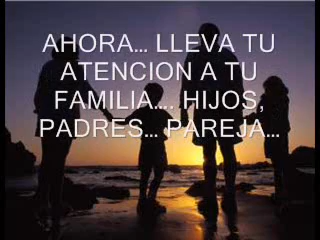 AHORA… LLEVA TU
ATENCION A TU
FAMILIA…. HIJOS,
PADRES… PAREJA…